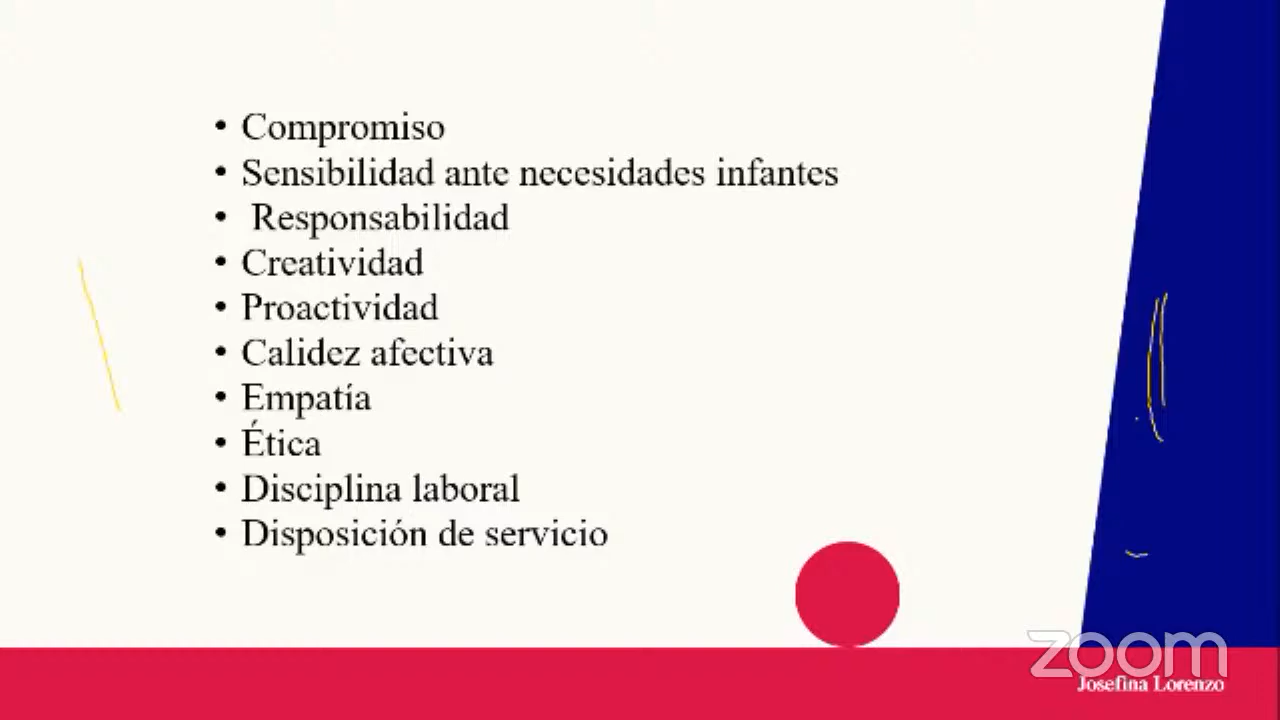 • Compromiso
• Sensibilidad ante necesidades infantes
• Responsabilidad
• Creatividad
• Proactividad
• Calidez afectiva
• Empatía
• Ética
• Disciplina laboral
• Disposición de servicio
zoom
Josefina Lorenzo